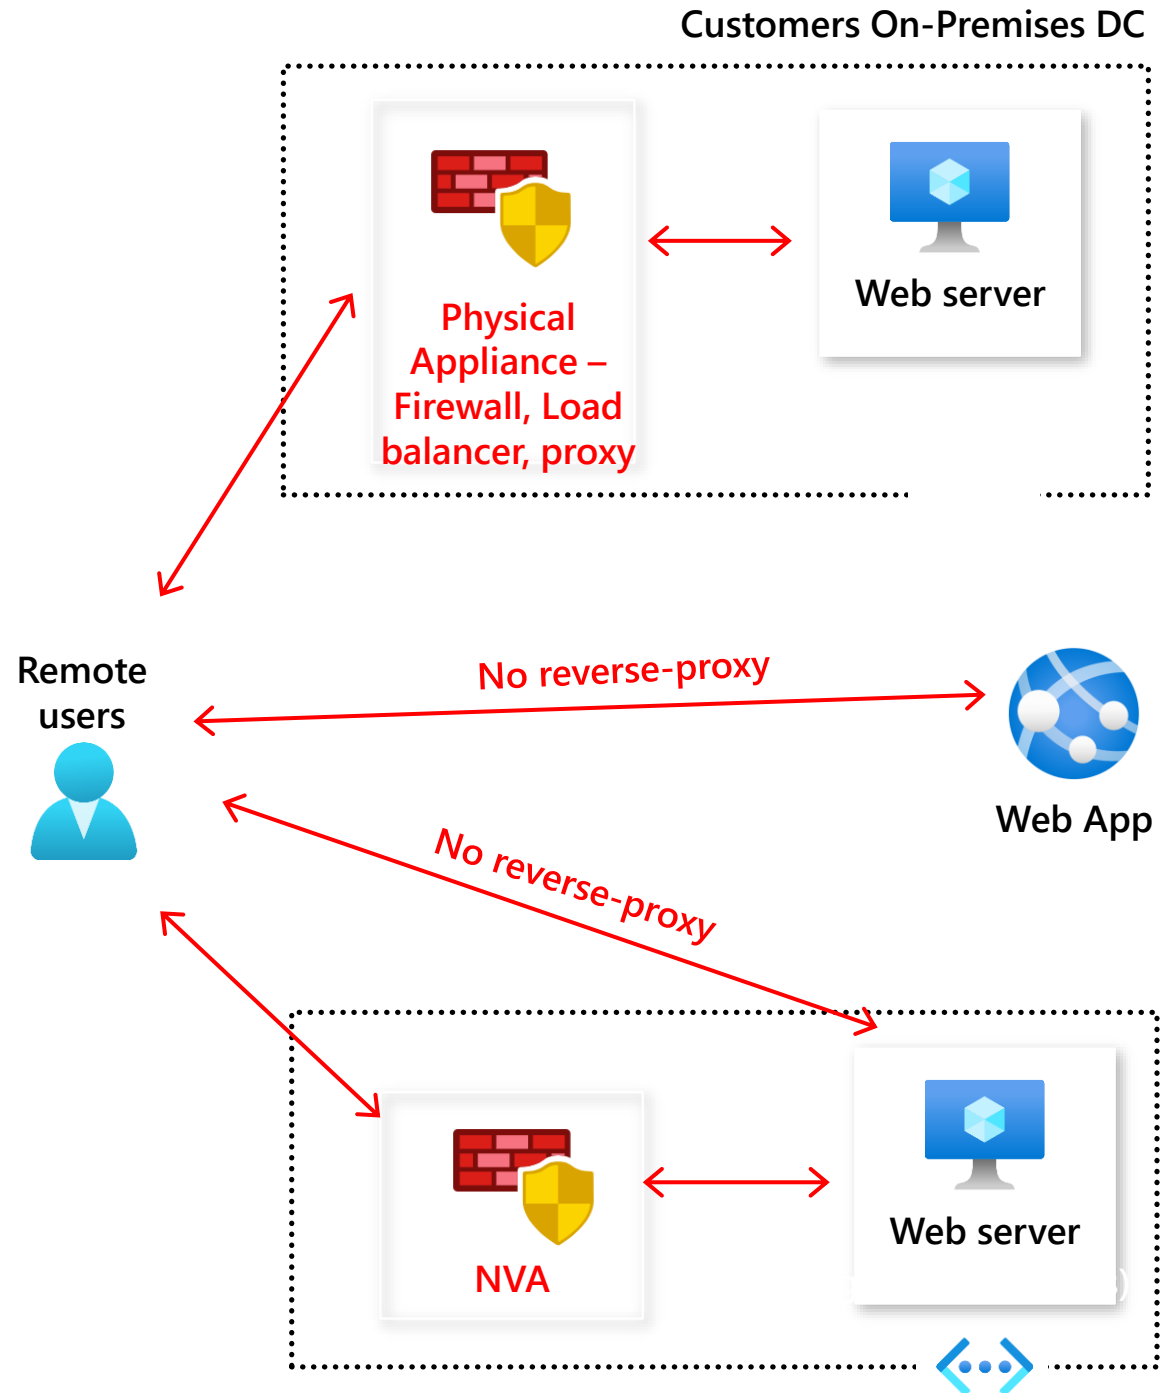 Customers On-Premises DC
Physical
Appliance –
Firewall, Load
balancer, proxy
Web server
Remote
users
No reverse-proxy
Web App
No reverse-proxy
NVA
Web server